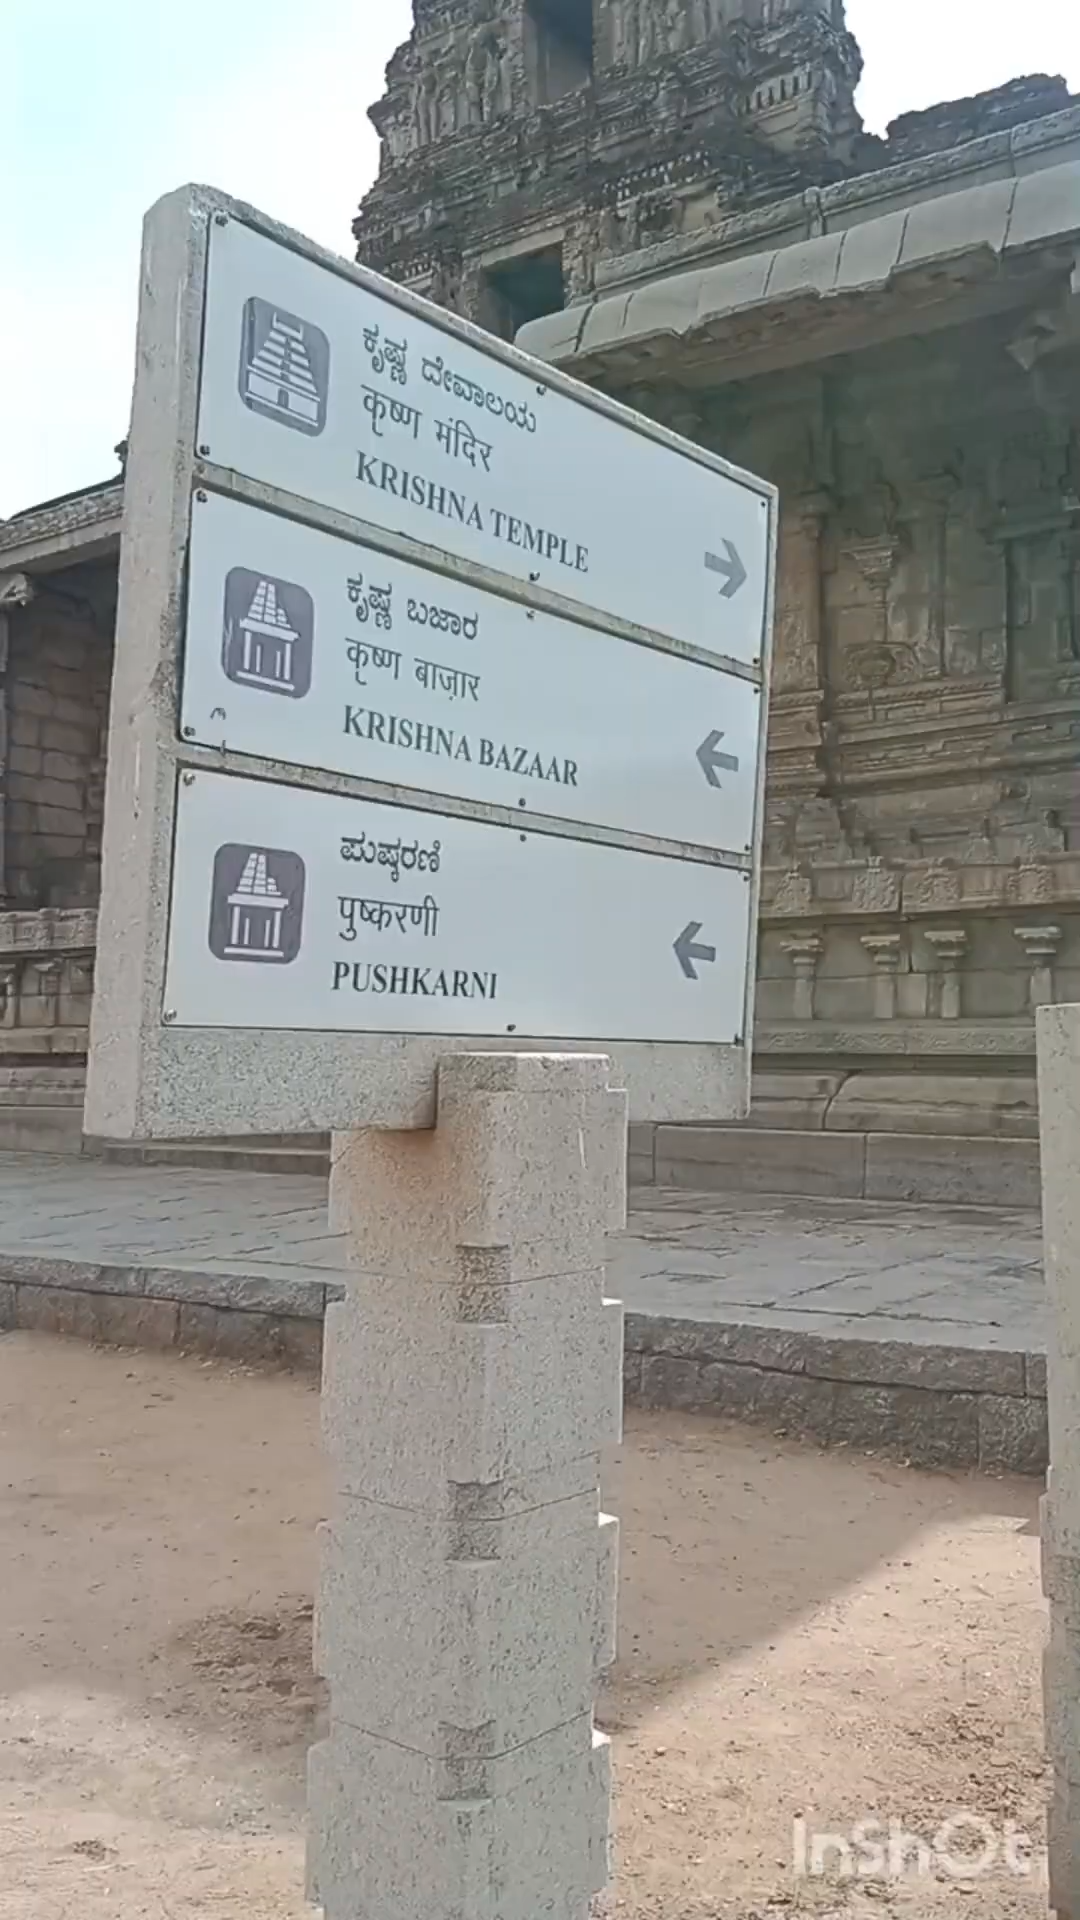 ಕೃಷ್ಣ ದೇವಾಲಯ
कृष्ण मंदिर
KRISHNA TEMPLE
ಕೃಷ್ಣ ಬಜಾರ
कृष्ण बाज़ार
KRISHNA BAZAAR
ಪುಷ್ಕರಣಿ
पुष्करणी
PUSHKARNI
InShOt